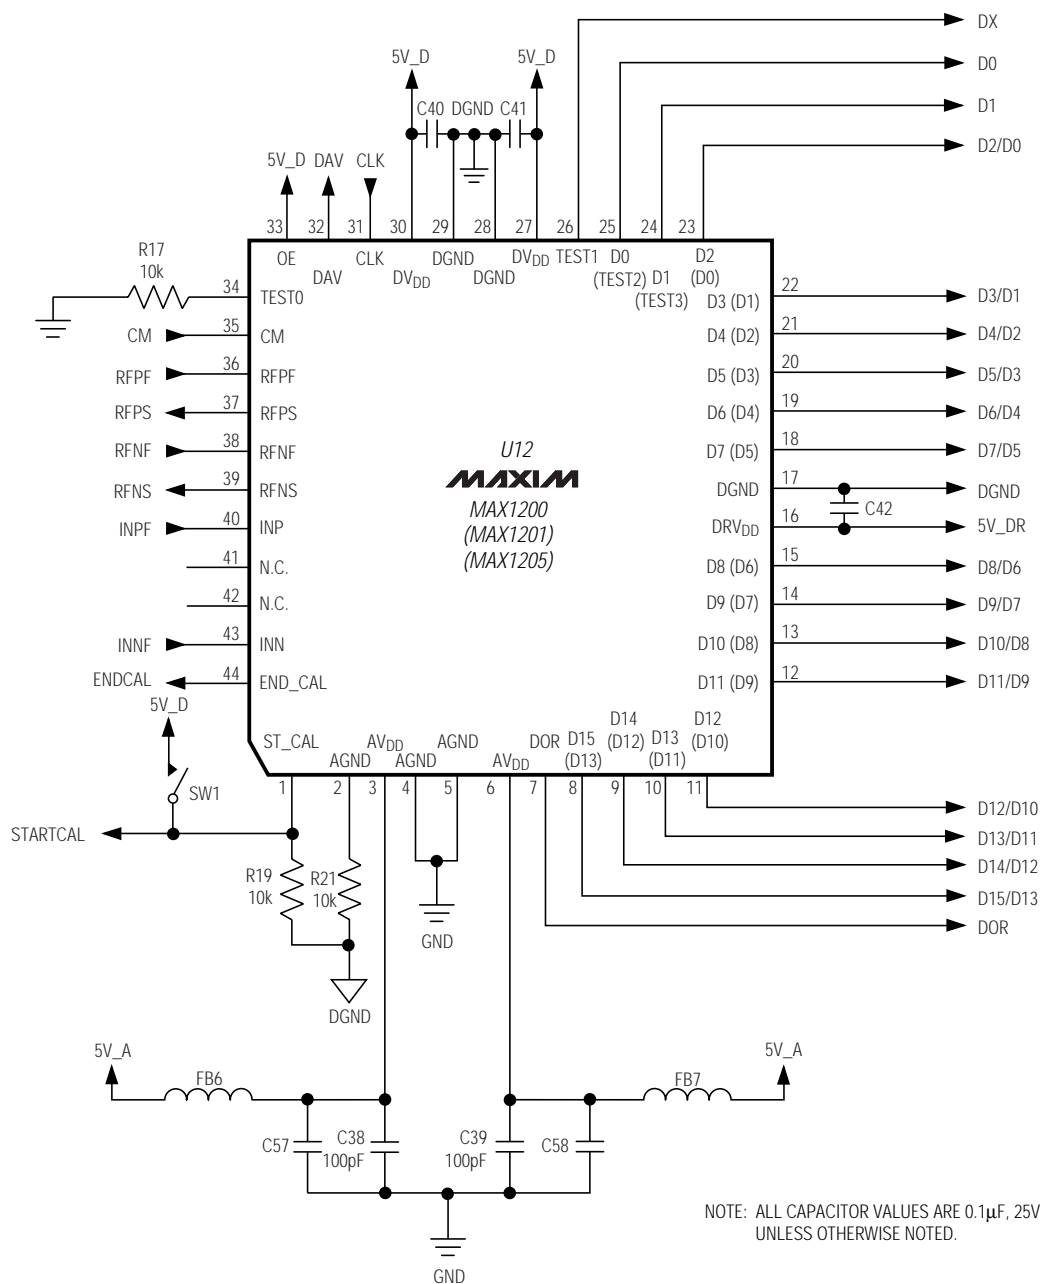 DX
D0
D1
D2/D0
5V_D
5V_D
C40 DGND C41
5V_D DAV CLK
33 32 31 30 29 28 27 26 25 24 23
OE
DAV
CLK
DVDD
DGND
DGND
DVDD
TEST1
D0
(TEST2)
D1
(TEST3)
D2
(D0)
R17
10k
34 TEST0
CM 35 CM
RFPF 36 RFPF
RFPS 37 RFPS
RFNF 38 RFNF
RFNS 39 RFNS
INPF 40 INP
41 N.C.
42 N.C.
INNF 43 INN
ENDCAL 44 END_CAL
U12
MAXIM
MAX1200
(MAX1201)
(MAX1205)
D3 (D1) 22 D3/D1
D4 (D2) 21 D4/D2
D5 (D3) 20 D5/D3
D6 (D4) 19 D6/D4
D7 (D5) 18 D7/D5
DGND 17 DGND
C42
DRVDD 16 5V_DR
D8 (D6) 15 D8/D6
D9 (D7) 14 D9/D7
D10 (D8) 13 D10/D8
D11 (D9) 12 D11/D9
5V_D
SW1
STARTCAL
ST_CAL
AGND
AVDD
AGND
AGND
AVDD
DOR
D15
(D13)
D14
(D12)
D13
(D11)
D12
(D10)
1 2 3 4 5 6 7 8 9 10 11
D12/D10
D13/D11
D14/D12
D15/D13
DOR
R19
10k
R21
10k
GND
DGND
5V_A
FB6
FB7
5V_A
C57
C38
100pF
C39
100pF
C58
GND
NOTE: ALL CAPACITOR VALUES ARE 0.1μF, 25V
UNLESS OTHERWISE NOTED.